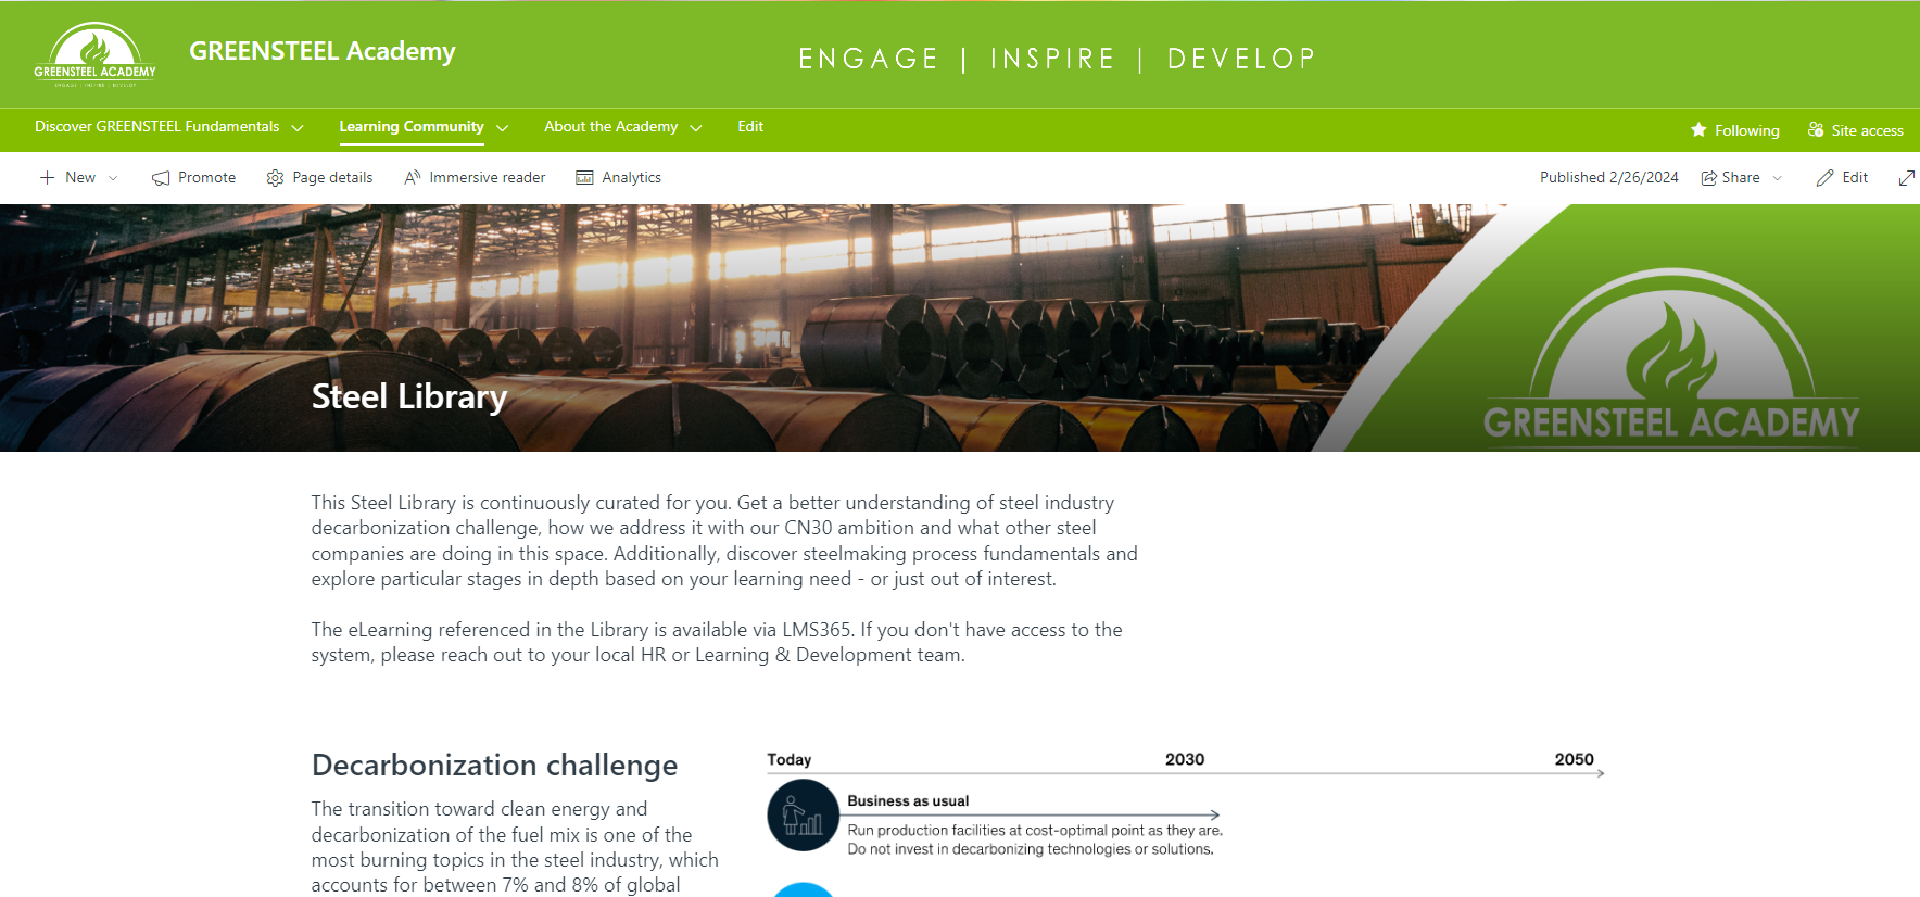 GREENSTEEL ACADEMY
ENGAGE | INSPIRE | DEVELOP
GREENSTEEL Academy
ENGAGE | INSPIRE | DEVELOP
Discover GREENSTEEL Fundamentals
Learning Community
About the Academy
Edit
Following
Site access
New
Promote
Page details
Immersive reader
Analytics
Published 2/26/2024
Share
Edit
Steel Library
GREENSTEEL ACADEMY
This Steel Library is continuously curated for you. Get a better understanding of steel industry
decarbonization challenge, how we address it with our CN30 ambition and what other steel
companies are doing in this space. Additionally, discover steelmaking process fundamentals and
explore particular stages in depth based on your learning need - or just out of interest.
The eLearning referenced in the Library is available via LMS365. If you don't have access to the
system, please reach out to your local HR or Learning & Development team.
Decarbonization challenge
The transition toward clean energy and
decarbonization of the fuel mix is one of the
most burning topics in the steel industry, which
accounts for between 7% and 8% of global
Today
2030
2050
Business as usual
Run production facilities at cost-optimal point as they are.
Do not invest in decarbonizing technologies or solutions.